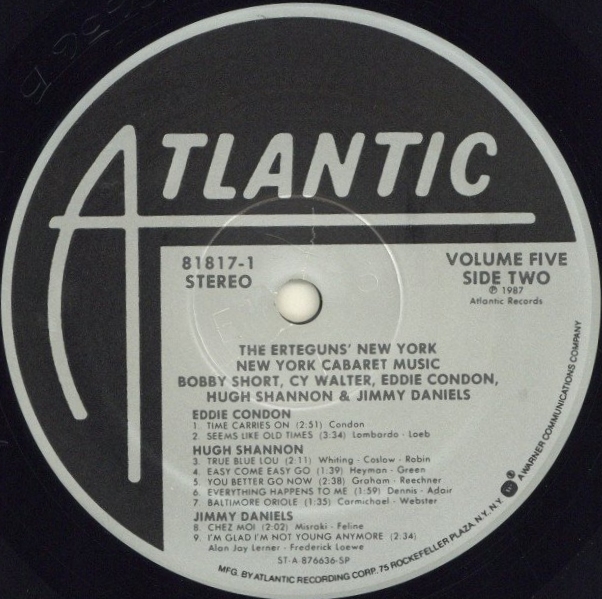 ATLANTIC
81817-1
STEREO
VOLUME FIVE
SIDE TWO
℗ 1987
Atlantic Records
THE ERTEGUNS' NEW YORK
NEW YORK CABARET MUSIC
BOBBY SHORT, CY WALTER, EDDIE CONDON,
HUGH SHANNON & JIMMY DANIELS
EDDIE CONDON
1. TIME CARRIES ON (2:51) Condon
2. SEEMS LIKE OLD TIMES (3:34) Lombardo - Loeb
HUGH SHANNON
3. TRUE BLUE LOU (2:11) Whiting - Coslow - Robin
4. EASY COME EASY GO (1:39) Heyman - Green
5. YOU BETTER GO NOW (2:38) Graham - Reechner
6. EVERYTHING HAPPENS TO ME (1:59) Dennis - Adair
7. BALTIMORE ORIOLE (1:35) Carmichael - Webster
JIMMY DANIELS
8. CHEZ MOI (2:02) Misraki - Feline
9. I'M GLAD I'M NOT YOUNG ANYMORE (2:34)
Alan Jay Lerner - Frederick Loewe
ST-A-876636-SP
MFG. BY ATLANTIC RECORDING CORP. 75 ROCKEFELLER PLAZA, N.Y. N.Y. A WARNER COMMUNICATIONS COMPANY